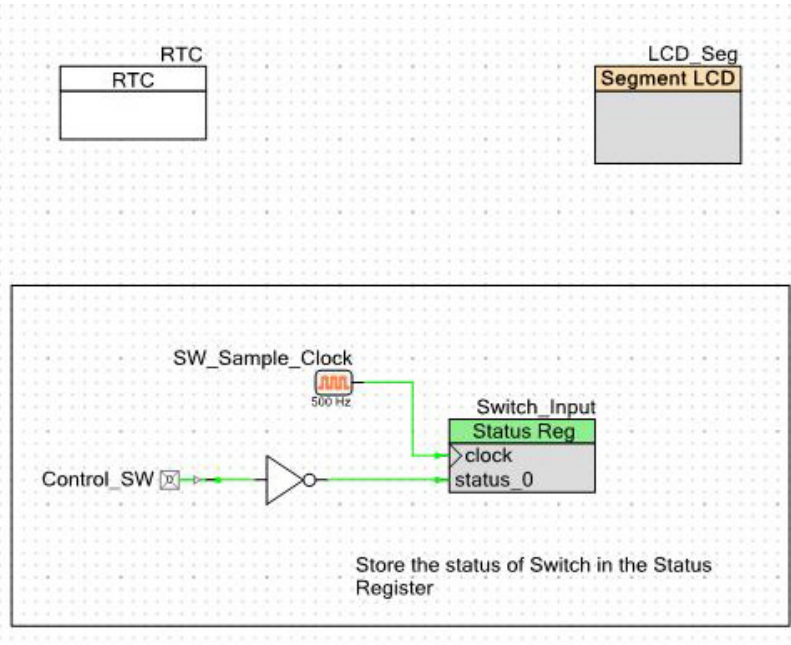 RTC
RTC
LCD_Seg
Segment LCD
SW_Sample_Clock
500 Hz
Switch_Input
Status Reg
clock
Control_SW
status_0
Store the status of Switch in the Status
Register